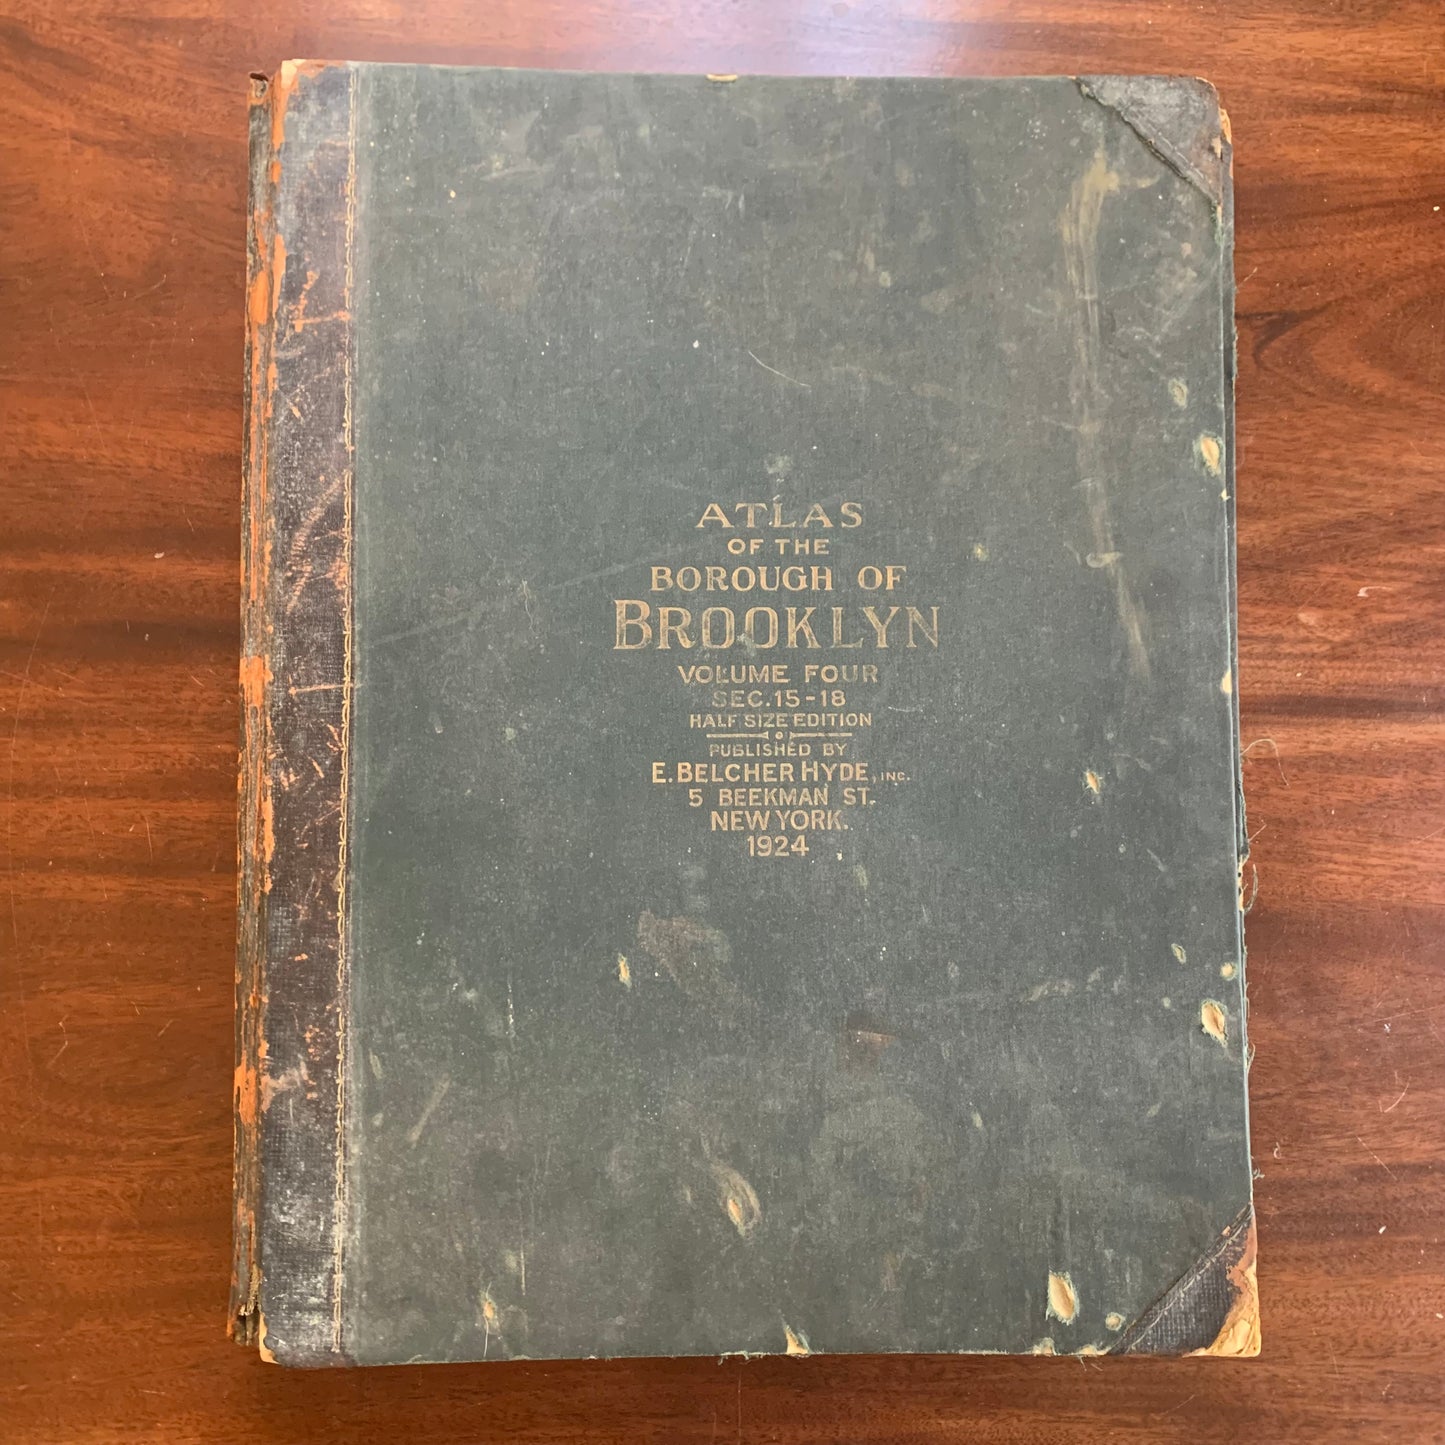 ATLAS
OF THE
BOROUGH OF
BROOKLYN
VOLUME FOUR
SEC. 15-18
HALF SIZE EDITION
PUBLISHED BY
E. BELCHER HYDE, INC.
5 BEEKMAN ST.
NEW YORK.
1924